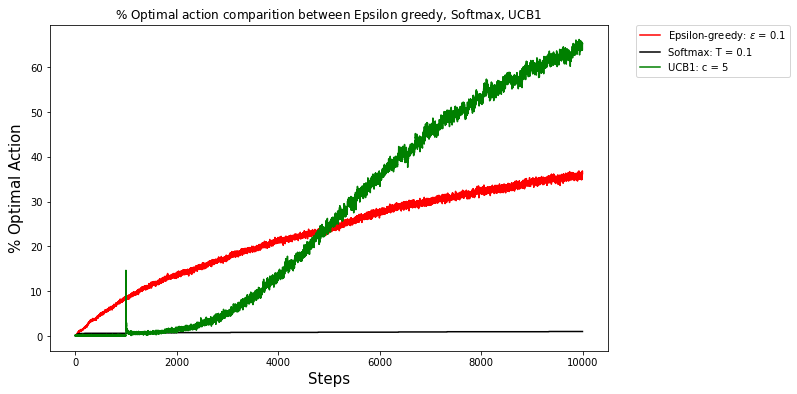 % Optimal action comparition between Epsilon greedy, Softmax, UCB1
Epsilon-greedy: ε = 0.1
Softmax: T = 0.1
UCB1: c = 5
% Optimal Action
60
50
40
30
20
10
0
0 2000 4000 6000 8000 10000
Steps